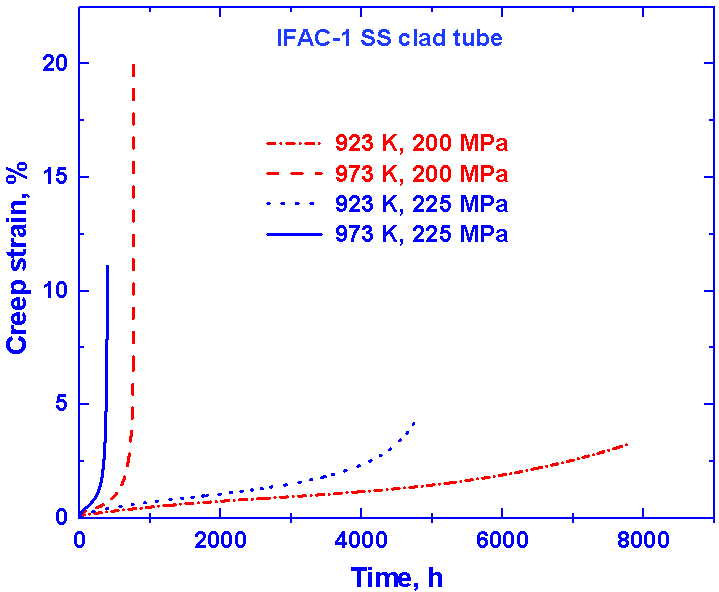 IFAC-1 SS clad tube
923 K, 200 MPa
973 K, 200 MPa
923 K, 225 MPa
973 K, 225 MPa
Creep strain, %
20
15
10
5
0
0 2000 4000 6000 8000
Time, h